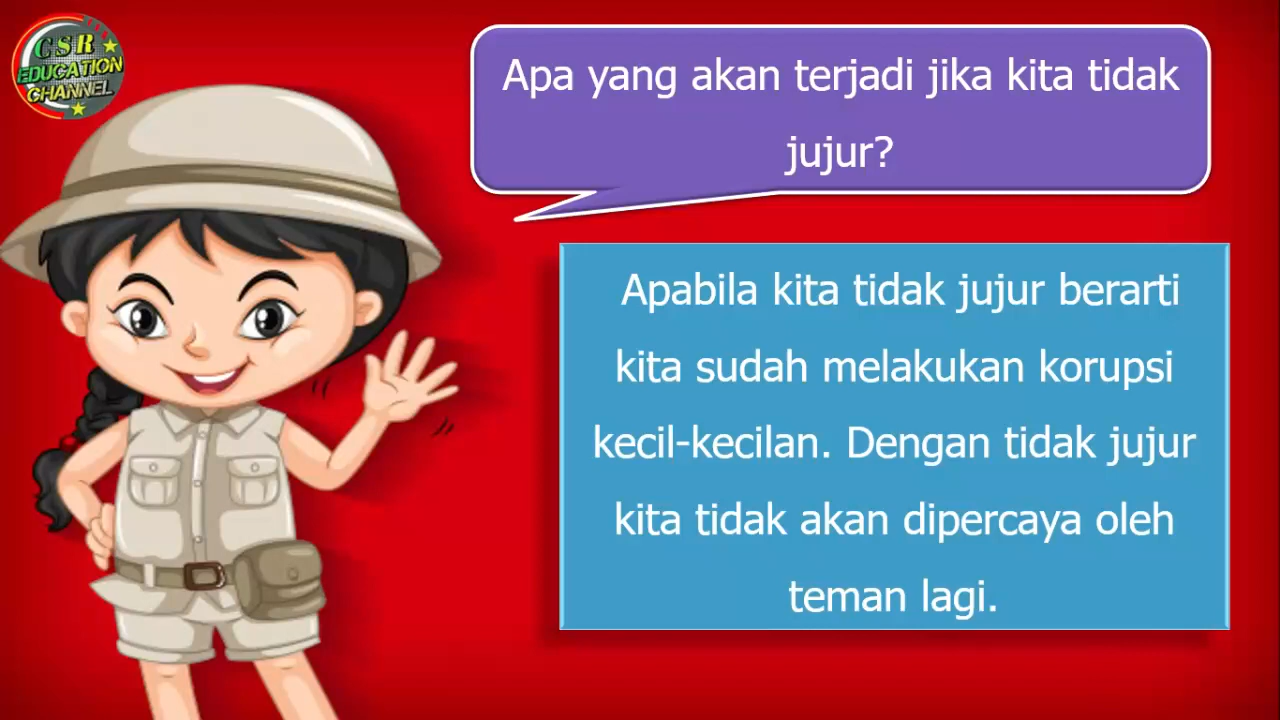 CSR
EDUCATION
CHANNEL
Apa yang akan terjadi jika kita tidak
jujur?
Apabila kita tidak jujur berarti
kita sudah melakukan korupsi
kecil-kecilan. Dengan tidak jujur
kita tidak akan dipercaya oleh
teman lagi.